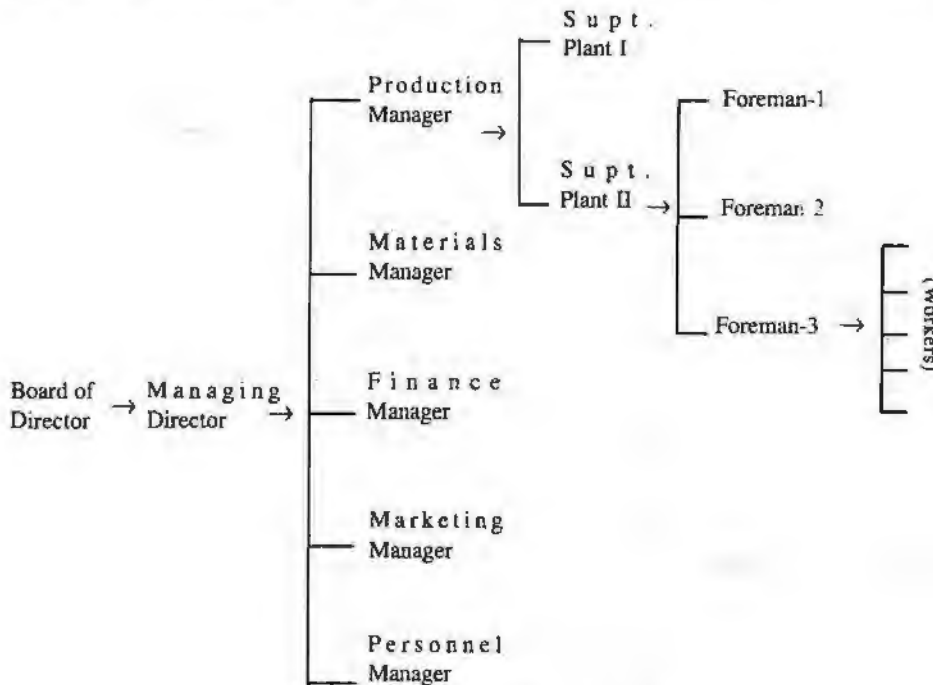 Supt.
Plant I
Production
Manager
→
Foreman-1
Supt.
Plant II
→
Foreman 2
Materials
Manager
Foreman-3
→
(Workers)
Finance
Manager
Board of
Director
→
Managing
Director
→
Marketing
Manager
Personnel
Manager